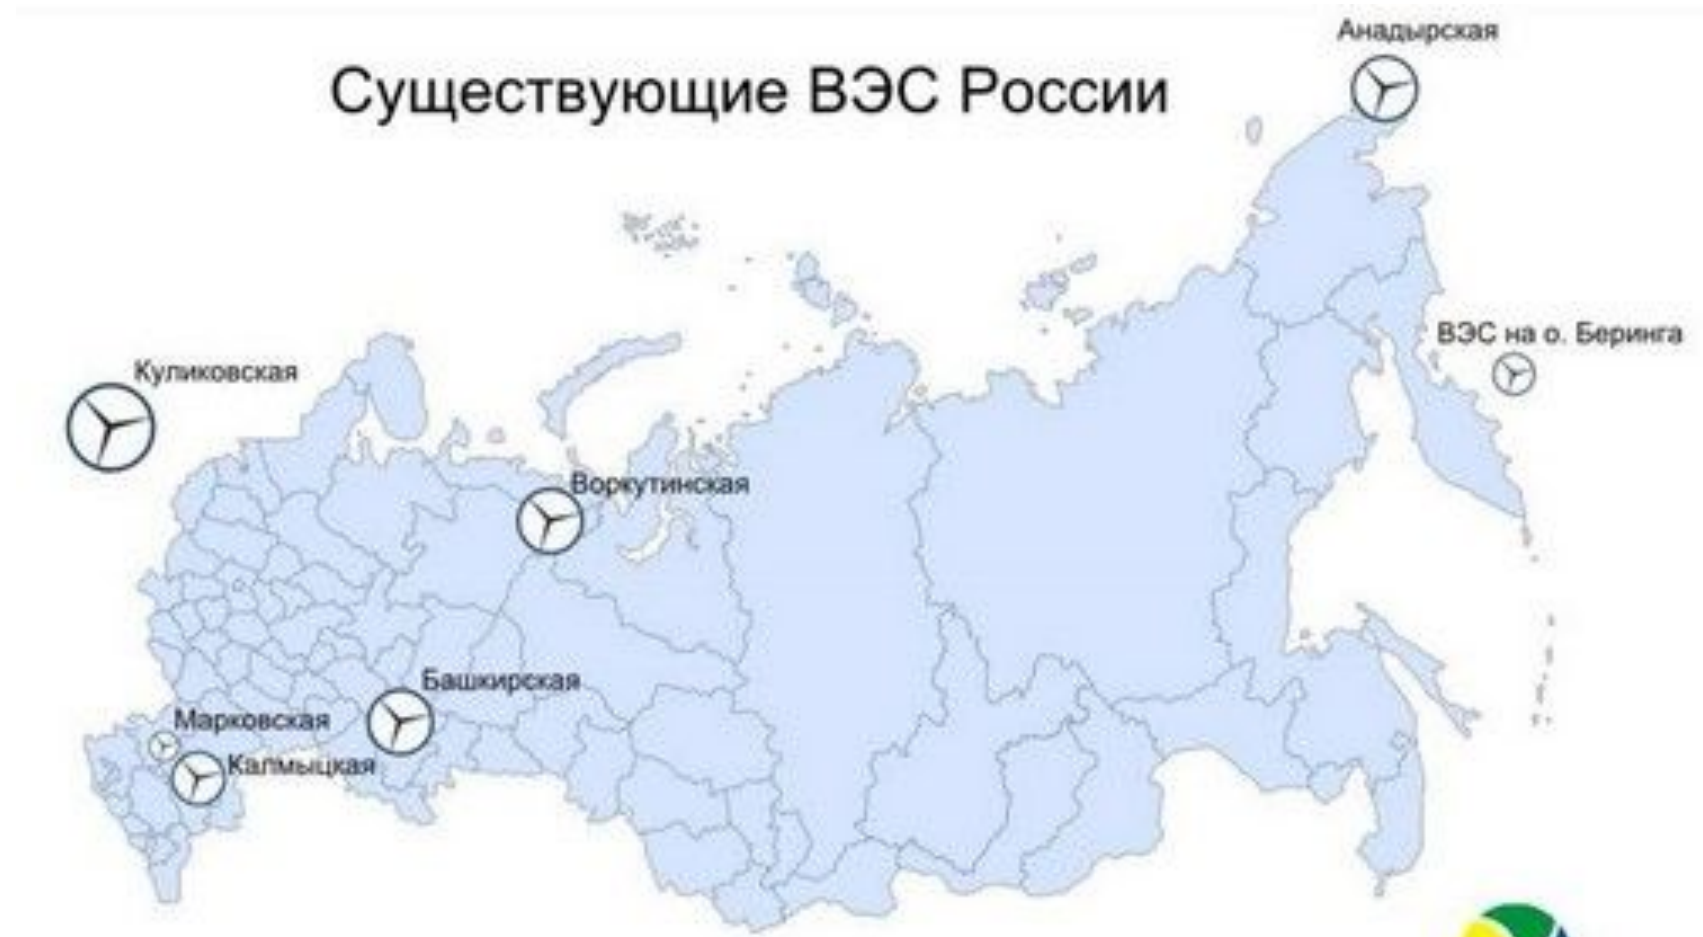 Анадырская
Существующие ВЭС России
ВЭС на о. Беринга
Куликовская
Воркутинская
Башкирская
Марковская
Калмыцкая